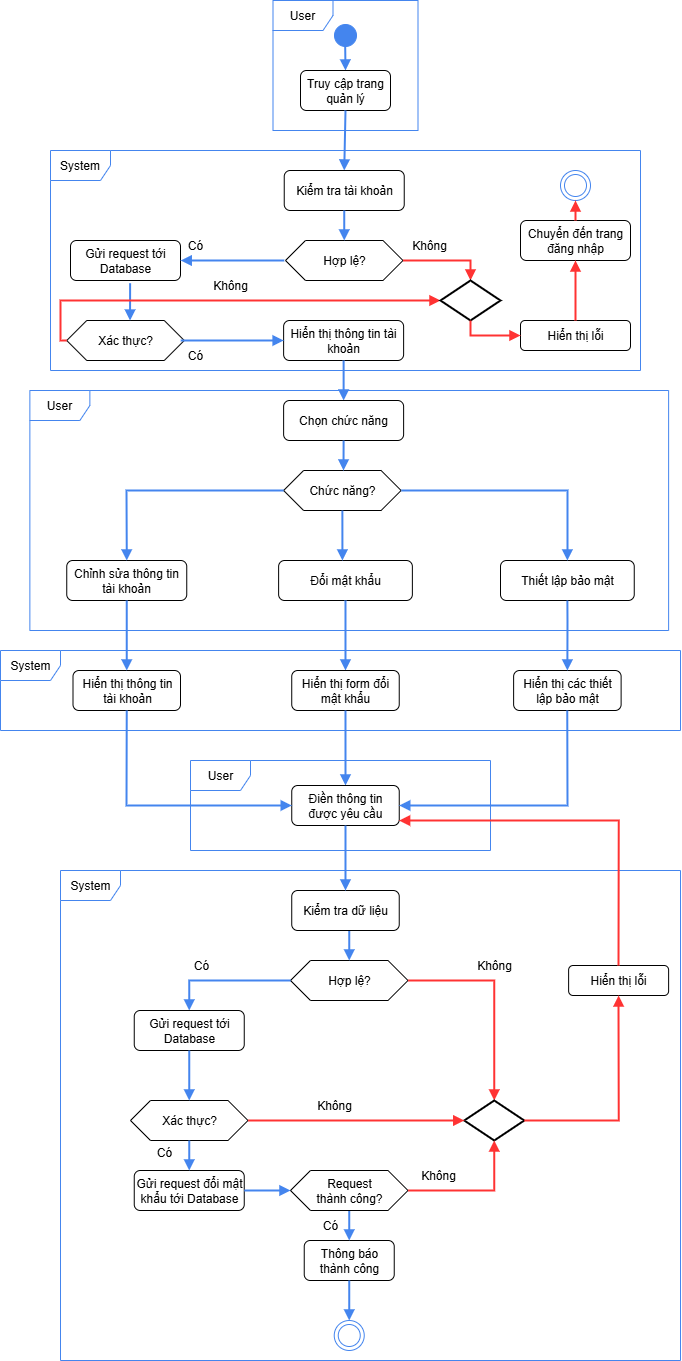 User
Truy cập trang
quản lý
System
Kiểm tra tài khoản
Chuyển đến trang
đăng nhập
Gửi request tới
Database
Có
Hợp lệ?
Không
Không
Xác thực?
Có
Hiển thị thông tin tài
khoản
Hiển thị lỗi
User
Chọn chức năng
Chức năng?
Chỉnh sửa thông tin
tài khoản
Đổi mật khẩu
Thiết lập bảo mật
System
Hiển thị thông tin
tài khoản
Hiển thị form đổi
mật khẩu
Hiển thị các thiết
lập bảo mật
User
Điền thông tin
được yêu cầu
System
Kiểm tra dữ liệu
Có
Hợp lệ?
Không
Hiển thị lỗi
Gửi request tới
Database
Xác thực?
Không
Có
Gửi request đổi mật
khẩu tới Database
Request
thành công?
Không
Có
Thông báo
thành công